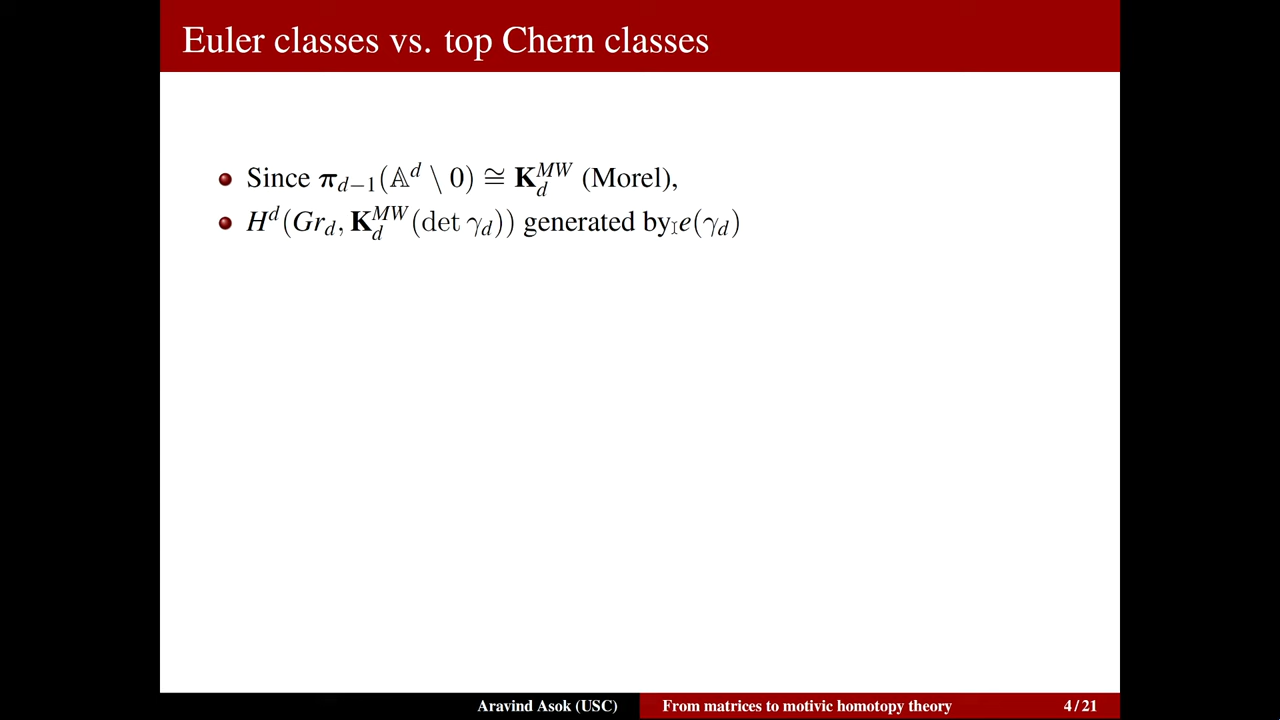 Euler classes vs. top Chern classes
Since π_{d−1}(𝔸^d \ 0) ≅ K_d^{MW} (Morel),
H^d(Gr_d, K_d^{MW}(det γ_d)) generated by e(γ_d)
Aravind Asok (USC) From matrices to motivic homotopy theory 4 / 21